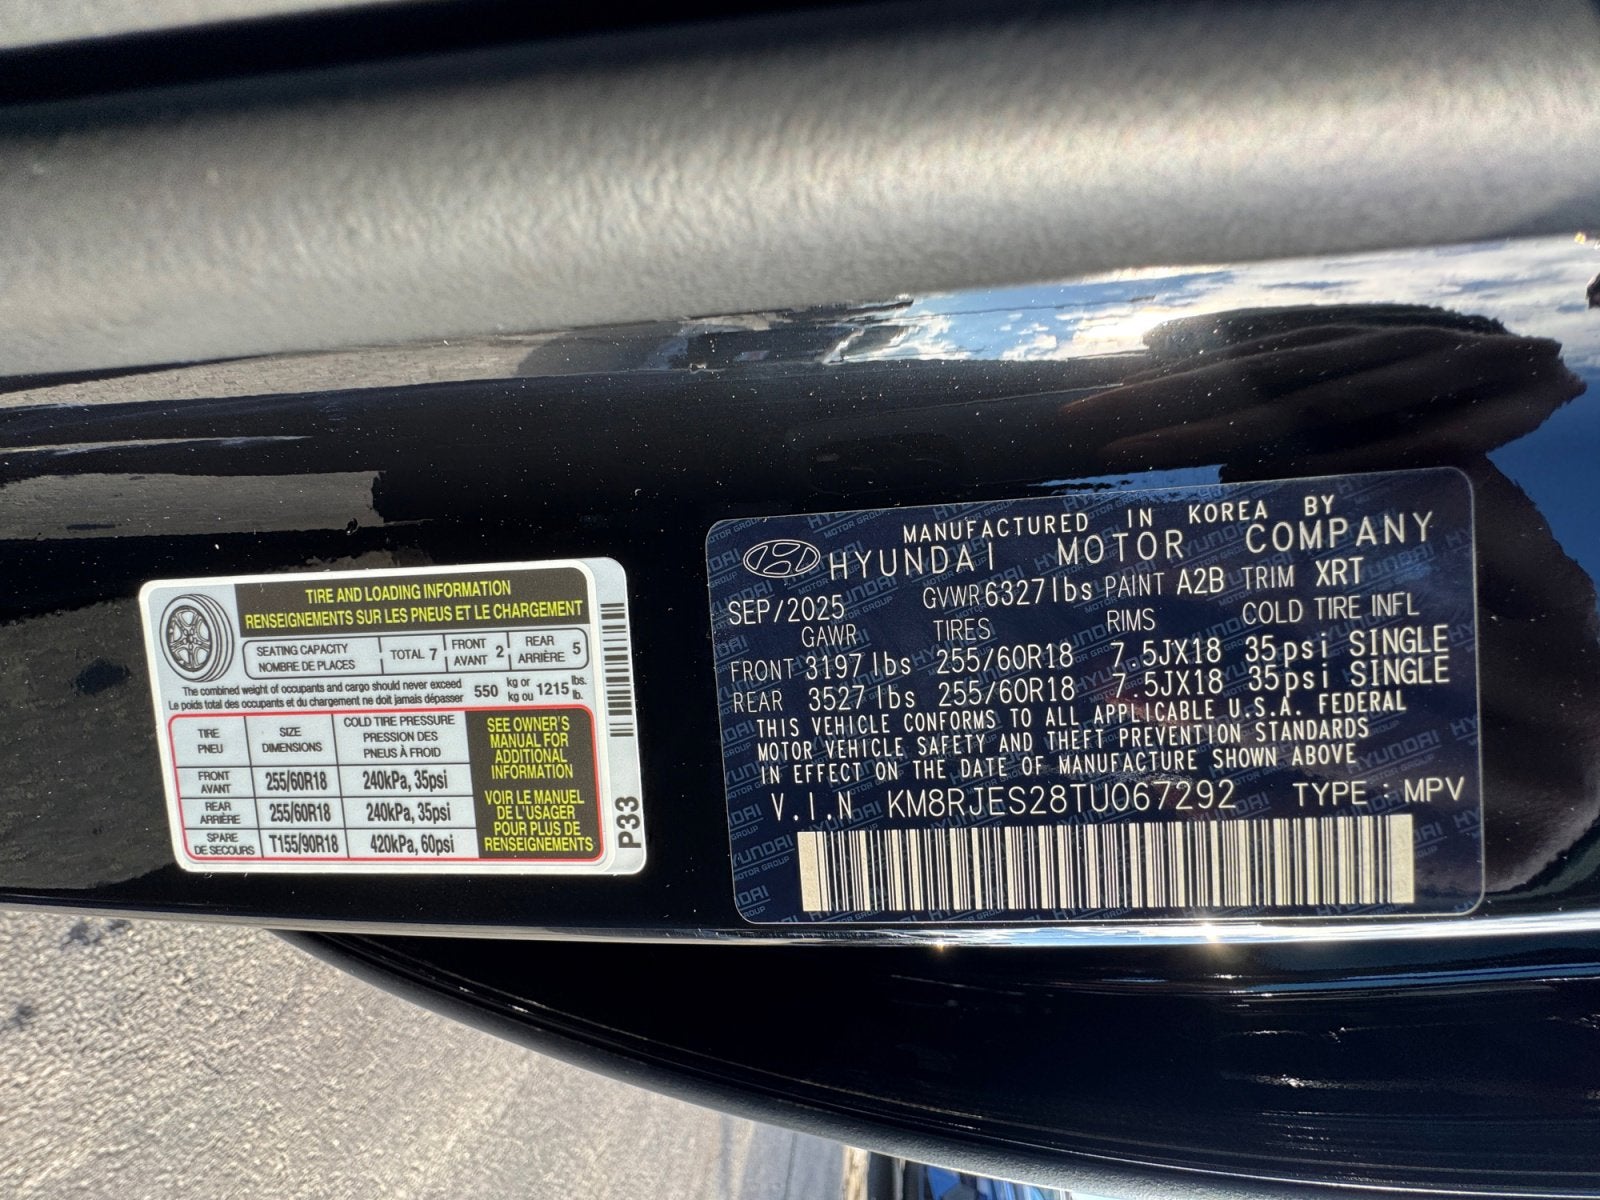 TIRE AND LOADING INFORMATION
RENSEIGNEMENTS SUR LES PNEUS ET LE CHARGEMENT
SEATING CAPACITY
NOMBRE DE PLACES
TOTAL 7
FRONT
AVANT 2
REAR
ARRIÈRE 5
The combined weight of occupants and cargo should never exceed
Le poids total des occupants et du chargement ne doit jamais dépasser
550 kg or
kg ou 1215 lbs.
lb.
TIRE
PNEU
SIZE
DIMENSIONS
COLD TIRE PRESSURE
PRESSION DES
PNEUS À FROID
FRONT
AVANT
255/60R18
240kPa, 35psi
REAR
ARRIÈRE
255/60R18
240kPa, 35psi
SPARE
DE SECOURS
T155/90R18
420kPa, 60psi
SEE OWNER'S
MANUAL FOR
ADDITIONAL
INFORMATION
VOIR LE MANUEL
DE L'USAGER
POUR PLUS DE
RENSEIGNEMENTS
P33
MANUFACTURED IN KOREA BY
HYUNDAI MOTOR COMPANY
SEP/2025 GVWR 6327lbs PAINT A2B TRIM XRT
GAWR TIRES RIMS COLD TIRE INFL
FRONT 3197lbs 255/60R18 7.5JX18 35psi SINGLE
REAR 3527lbs 255/60R18 7.5JX18 35psi SINGLE
THIS VEHICLE CONFORMS TO ALL APPLICABLE U.S.A. FEDERAL
MOTOR VEHICLE SAFETY AND THEFT PREVENTION STANDARDS
IN EFFECT ON THE DATE OF MANUFACTURE SHOWN ABOVE
V.I.N KM8RJES28TU067292 TYPE : MPV